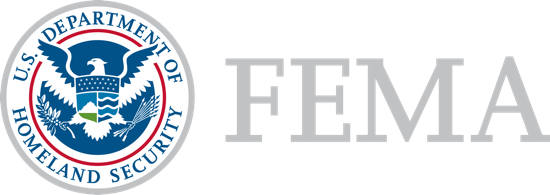 U.S. DEPARTMENT OF
HOMELAND SECURITY
FEMA